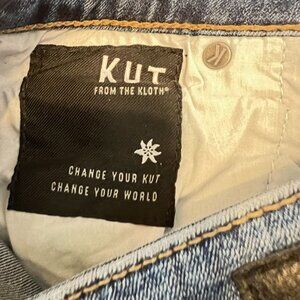 KUT
FROM THE KLOTH®
CHANGE YOUR KUT
CHANGE YOUR WORLD
K